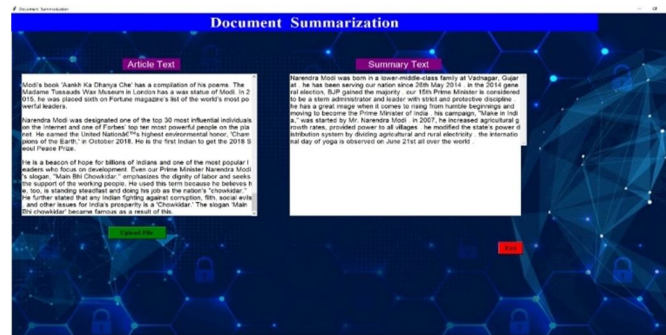 Document Summarization
Document Summarization
Article Text
Modi's book 'Aankh Ka Dhanya Che' has a compilation of his poems. The
Madame Tussauds Wax Museum in London has a wax statue of Modi. In 2
015, he was placed sixth on Fortune magazine's list of the world's most po
werful leaders.
Narendra Modi was designated one of the top 30 most influential individuals
on the Internet and one of Forbes' top ten most powerful people on the pla
net. He earned the United Nationâ€™s highest environmental honor, 'Cham
pions of the Earth,' in October 2018. He is the first Indian to get the 2018 S
eoul Peace Prize.
He is a beacon of hope for billions of Indians and one of the most popular l
eaders who focus on development. Even our Prime Minister Narendra Modi
's slogan, "Main Bhi Chowkidar." emphasizes the dignity of labor and seeks
the support of the working people. He used this term because he believes h
e, too, is standing steadfast and doing his job as the nation's "chowkidar."
He further stated that any Indian fighting against corruption, filth, social evils
, and other issues for India's prosperity is a 'Chowkidar.' The slogan 'Main
Bhi chowkidar' became famous as a result of this.
Upload File
Summary Text
Narendra Modi was born in a lower-middle-class family at Vadnagar, Gujar
at . he has been serving our nation since 26th May 2014 . in the 2014 gene
ral election, BJP gained the majority . our 15th Prime Minister is considered
to be a stern administrator and leader with strict and protective discipline .
he has a great image when it comes to rising from humble beginnings and
moving to become the Prime Minister of India . his campaign, "Make in Indi
a," was started by Mr. Narendra Modi . in 2007, he increased agricultural g
rowth rates, provided power to all villages . he modified the state's power d
istribution system by dividing agricultural and rural electricity . the internatio
nal day of yoga is observed on June 21st all over the world .
Exit